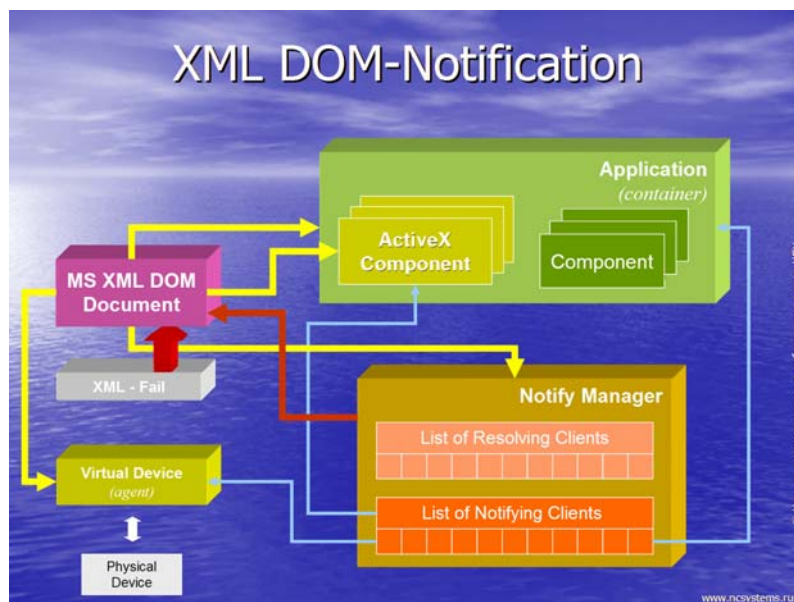 XML DOM-Notification
Application
(container)
ActiveX
Component
Component
MS XML DOM
Document
XML - Fail
Notify Manager
List of Resolving Clients
Virtual Device
(agent)
List of Notifying Clients
Physical
Device
www.ncsystems.ru